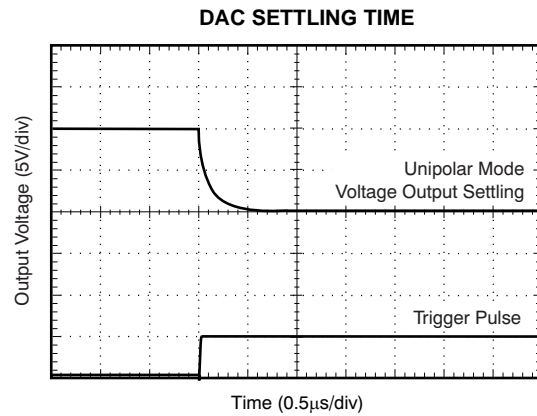 DAC SETTLING TIME
Output Voltage (5V/div)
Unipolar Mode
Voltage Output Settling
Trigger Pulse
Time (0.5μs/div)